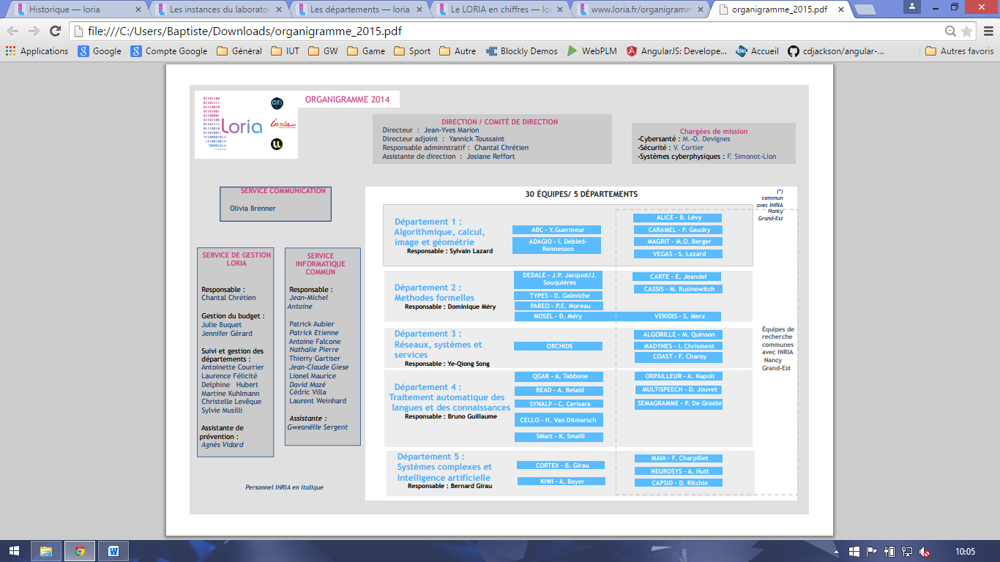 Historique — loria
Les instances du laboratoi
Les départements — loria
Le LORIA en chiffres — lor
www.loria.fr/organigramm
organigramme_2015.pdf
file:///C:/Users/Baptiste/Downloads/organigramme_2015.pdf
Applications
Google
Compte Google
Général
IUT
GW
Game
Sport
Autre
Blockly Demos
WebPLM
AngularJS: Develope...
Accueil
cdjackson/angular-...
Autres favoris
Loria
cnrs
Inria
ORGANIGRAMME 2014
DIRECTION / COMITÉ DE DIRECTION
Directeur : Jean-Yves Marion
Directeur adjoint : Yannick Toussaint
Responsable administratif : Chantal Chrétien
Assistante de direction : Josiane Reffort
Chargées de mission
-Cybersanté : M.-D. Devignes
-Sécurité : V. Cortier
-Systèmes cyberphysiques : F. Simonot-Lion
SERVICE COMMUNICATION
Olivia Brenner
SERVICE DE GESTION
LORIA
Responsable :
Chantal Chrétien
Gestion du budget :
Julie Buquet
Jennifer Gérard
Suivi et gestion des
départements :
Antoinette Courrier
Laurence Félicité
Delphine Hubert
Martine Kuhlmann
Christelle Levêque
Sylvie Musilli
Assistante de
prévention :
Agnès Vidard
SERVICE
INFORMATIQUE
COMMUN
Responsable :
Jean-Michel
Antoine
Patrick Aubier
Patrick Etienne
Antoine Falcone
Nathalie Pierre
Thierry Gartiser
Jean-Claude Giese
Lionel Maurice
David Mazé
Cédric Villa
Laurent Weinhard
Assistante :
Gweanëlle Sergent
Personnel INRIA en italique
30 ÉQUIPES/ 5 DÉPARTEMENTS
(*)
commun
avec INRIA
Nancy
Grand-Est
Département 1 :
Algorithmique, calcul,
image et géométrie
Responsable : Sylvain Lazard
ABC - Y.Guermeur
ADAGIO - I. Debled-
Rennesson
ALICE - B. Lévy
CARAMEL - P. Gaudry
MAGRIT - M.O. Berger
VEGAS - S. Lazard
Département 2 :
Methodes formelles
Responsable : Dominique Méry
DEDALE - J.P. Jacquot/J.
Souquiéres
TYPES - D. Galmiche
PAREO - P.E. Moreau
MOSEL - D. Méry
CARTE - E. Jeandel
CASSIS - M. Rusinowitch
VERIDIS - S. Merz
Département 3 :
Réseaux, systèmes et
services
Responsable : Ye-Qiong Song
ORCHIDS
ALGORILLE - M. Quinson
MADYNES - I. Chrisment
COAST - F. Charoy
Département 4 :
Traitement automatique des
langues et des connaissances
Responsable : Bruno Guillaume
QGAR - A. Tabbone
READ - A. Belaid
SYNALP - C. Cerisara
CELLO - H. Van Ditmarsch
SMart - K. Smaïli
ORPAILLEUR - A. Napoli
MULTISPEECH - D. Jouvet
SEMAGRAMME - P. De Groote
Département 5 :
Systèmes complexes et
Intelligence artificielle
Responsable : Bernard Girau
CORTEX - B. Girau
KIWI - A. Boyer
MAIA - F. Charpillet
NEUROSYS - A. Hutt
CAPSID - D. Ritchie
Équipes de
recherche
communes
avec INRIA
Nancy
Grand-Est
10:05